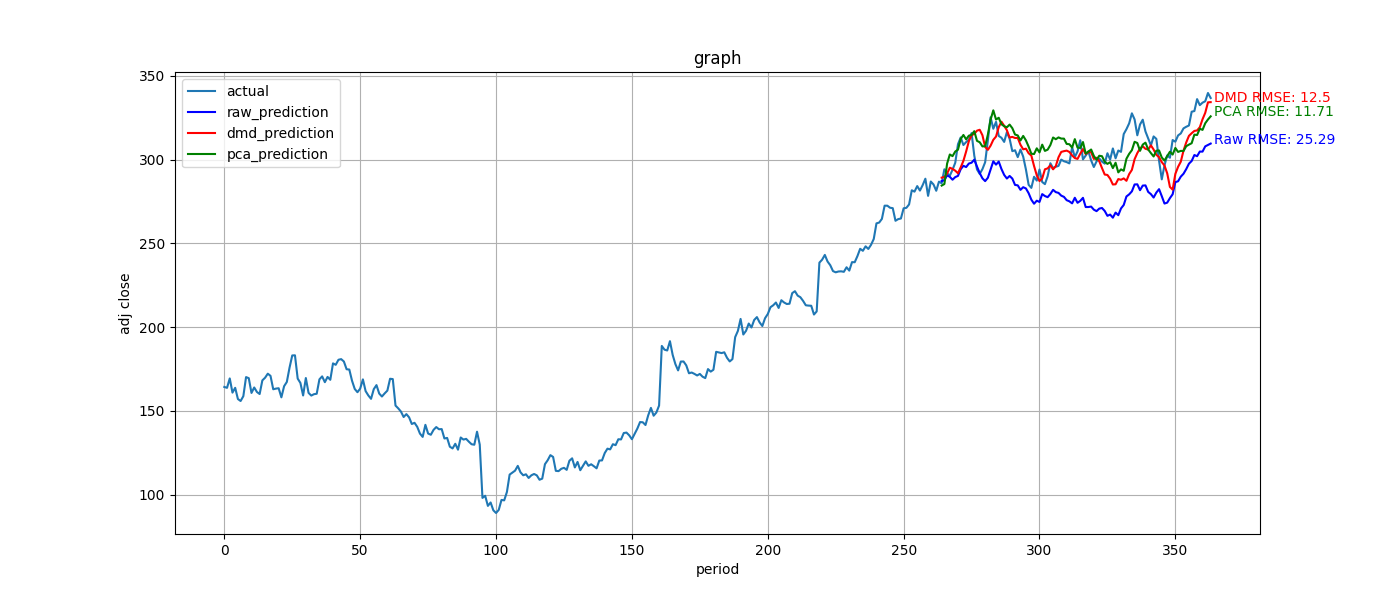 graph
350
300
250
200
150
100
adj close
actual
raw_prediction
dmd_prediction
pca_prediction
DMD RMSE: 12.5
PCA RMSE: 11.71
Raw RMSE: 25.29
0 50 100 150 200 250 300 350
period